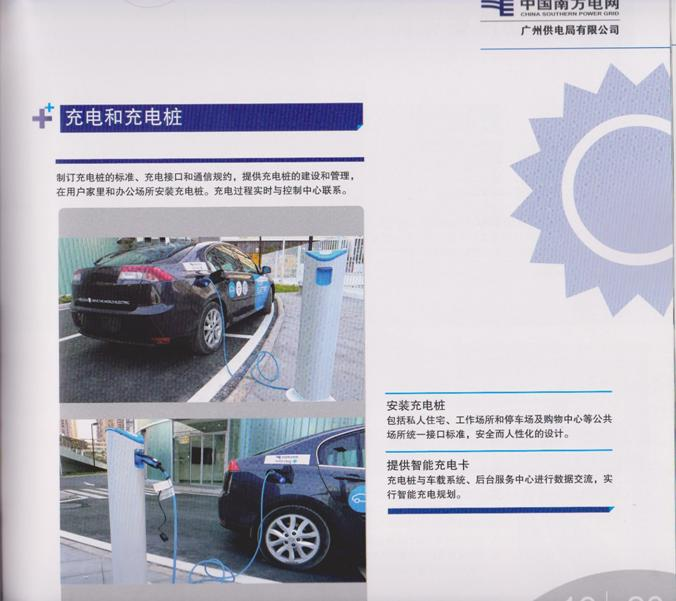 中国南方电网
CHINA SOUTHERN POWER GRID
广州供电局有限公司
充电和充电桩
制订充电桩的标准、充电接口和通信规约，提供充电桩的建设和管理，
在用户家里和办公场所安装充电桩。充电过程实时与控制中心联系。
安装充电桩
包括私人住宅、工作场所和停车场及购物中心等公共
场所统一接口标准，安全而人性化的设计。
提供智能充电卡
充电桩与车载系统、后台服务中心进行数据交流，实
行智能充电规划。